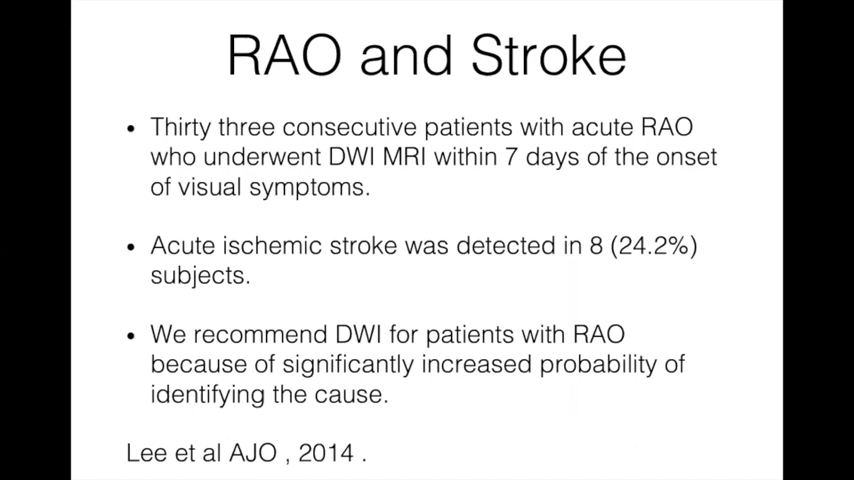 RAO and Stroke
• Thirty three consecutive patients with acute RAO
who underwent DWI MRI within 7 days of the onset
of visual symptoms.
• Acute ischemic stroke was detected in 8 (24.2%)
subjects.
• We recommend DWI for patients with RAO
because of significantly increased probability of
identifying the cause.
Lee et al AJO , 2014 .